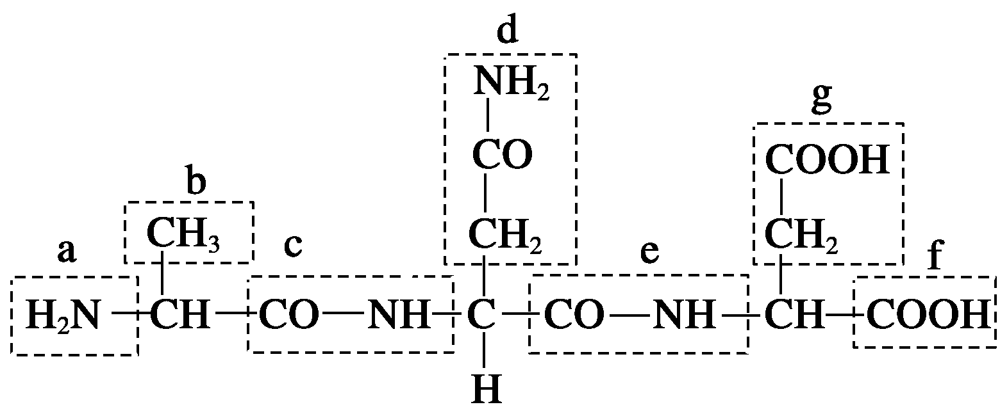 d
NH₂
g
CO
COOH
b
CH₃
CH₂
CH₂
a
c
e
f
H₂N CH CO NH C CO NH CH COOH
H